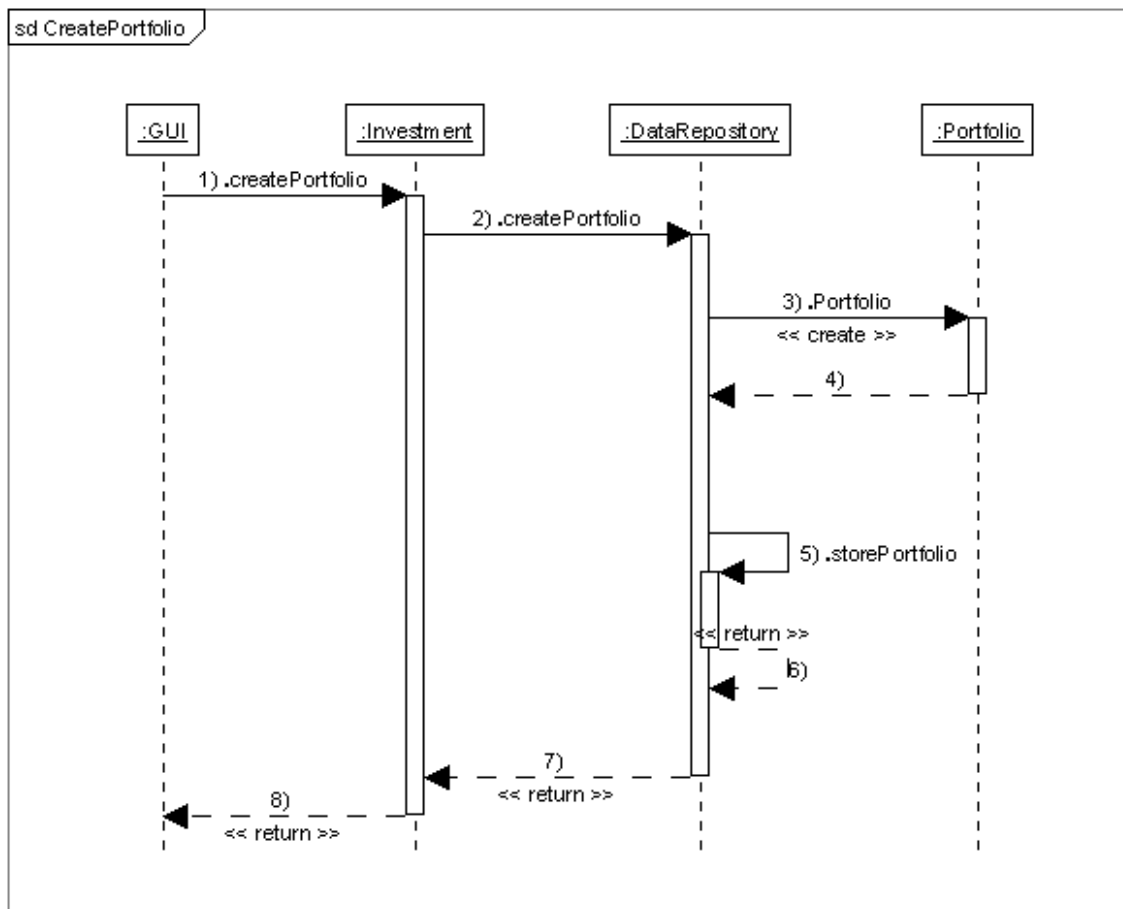 sd CreatePortfolio
:GUI
:Investment
:DataRepository
:Portfolio
1) .createPortfolio
2) .createPortfolio
3) .Portfolio
<< create >>
4)
5) .storePortfolio
<< return >>
6)
7)
<< return >>
8)
<< return >>